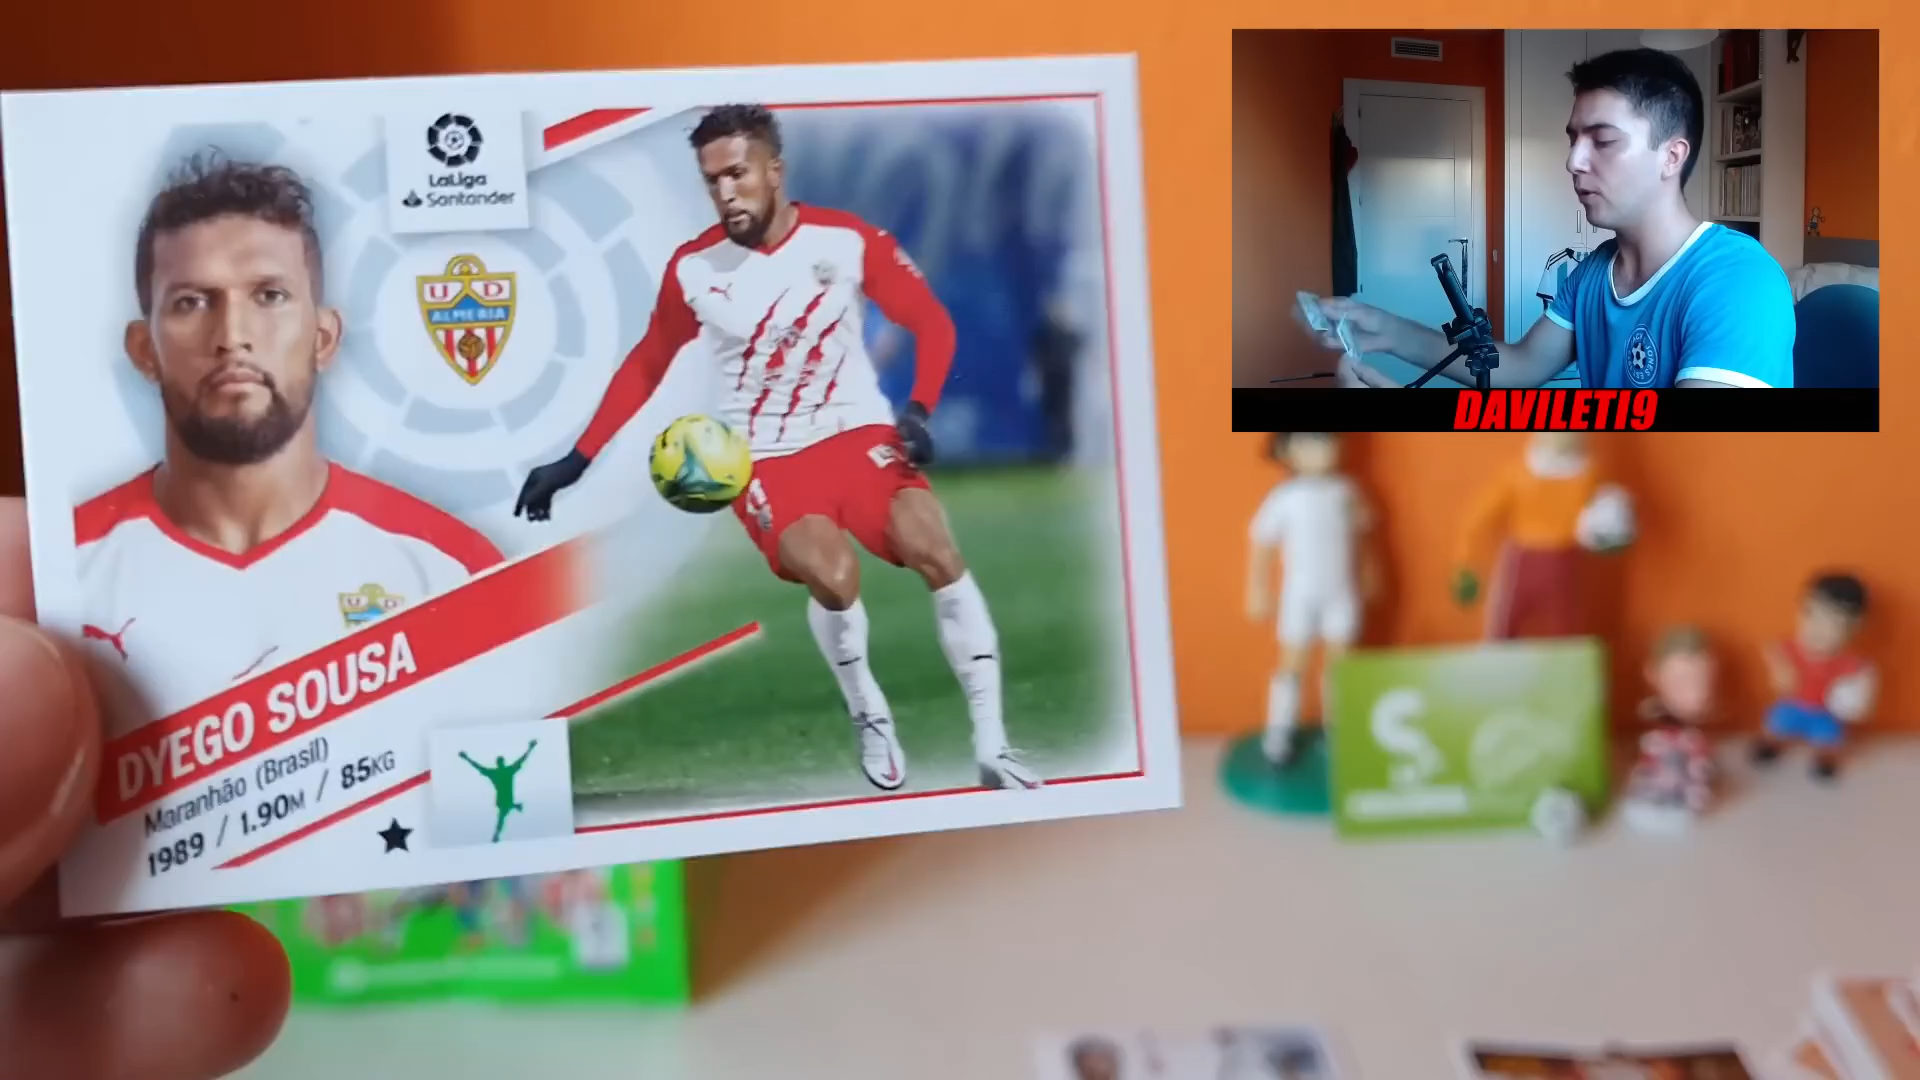 LaLiga
Santander
U D
ALMERIA
U D
DYEGO SOUSA
Maranhão (Brasil)
1989 / 1.90M / 85KG
DAVILETI9